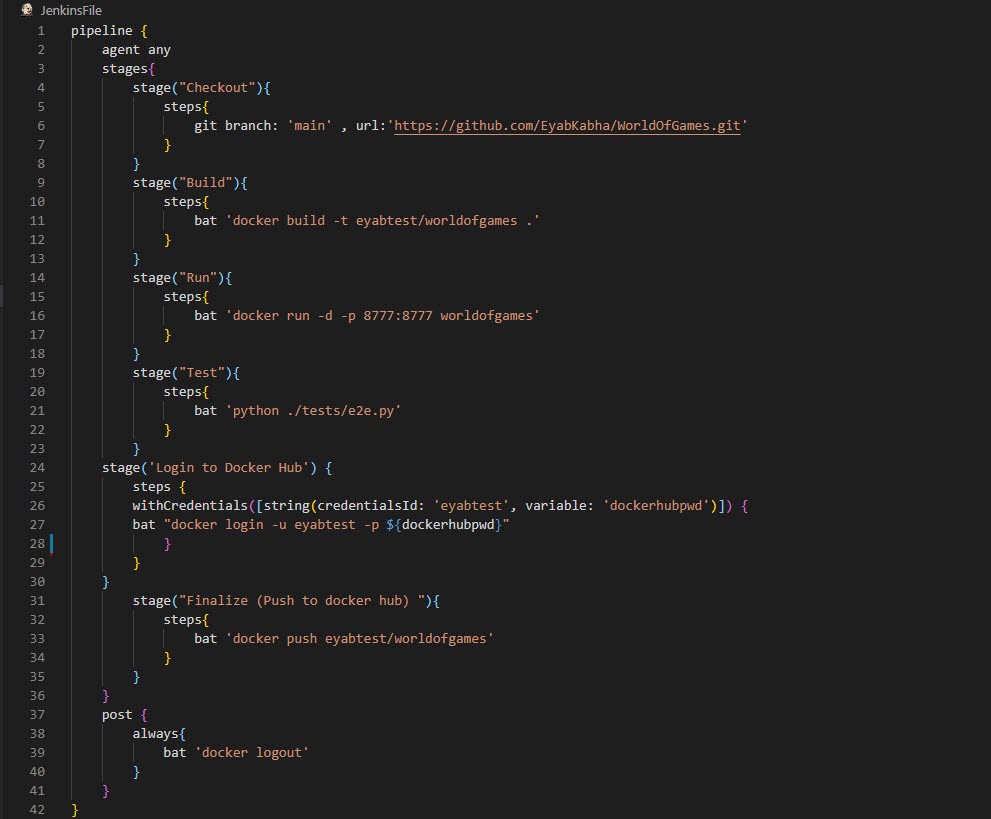 JenkinsFile
1 pipeline {
2     agent any
3     stages{
4         stage("Checkout"){
5             steps{
6                 git branch: 'main' , url:'https://github.com/EyabKabha/WorldOfGames.git'
7             }
8         }
9         stage("Build"){
10             steps{
11                 bat 'docker build -t eyabtest/worldofgames .'
12             }
13         }
14         stage("Run"){
15             steps{
16                 bat 'docker run -d -p 8777:8777 worldofgames'
17             }
18         }
19         stage("Test"){
20             steps{
21                 bat 'python ./tests/e2e.py'
22             }
23         }
24     stage('Login to Docker Hub') {
25         steps {
26         withCredentials([string(credentialsId: 'eyabtest', variable: 'dockerhubpwd')]) {
27         bat "docker login -u eyabtest -p ${dockerhubpwd}"
28             }
29         }
30     }
31         stage("Finalize (Push to docker hub) "){
32             steps{
33                 bat 'docker push eyabtest/worldofgames'
34             }
35         }
36     }
37     post {
38         always{
39             bat 'docker logout'
40         }
41     }
42 }